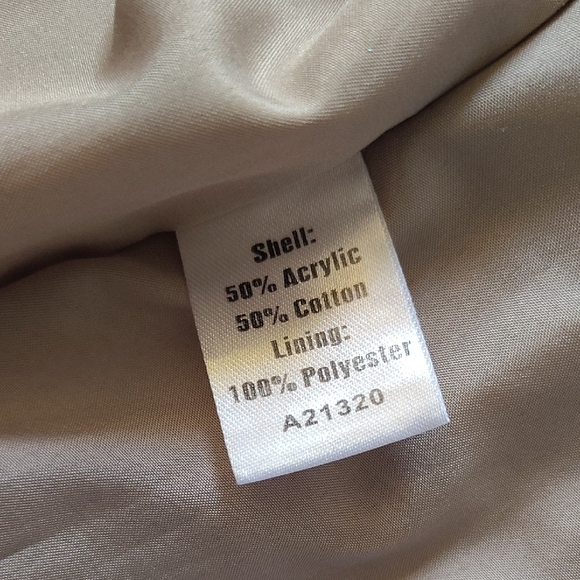 Shell:
50% Acrylic
50% Cotton
Lining:
100% Polyester
A21320